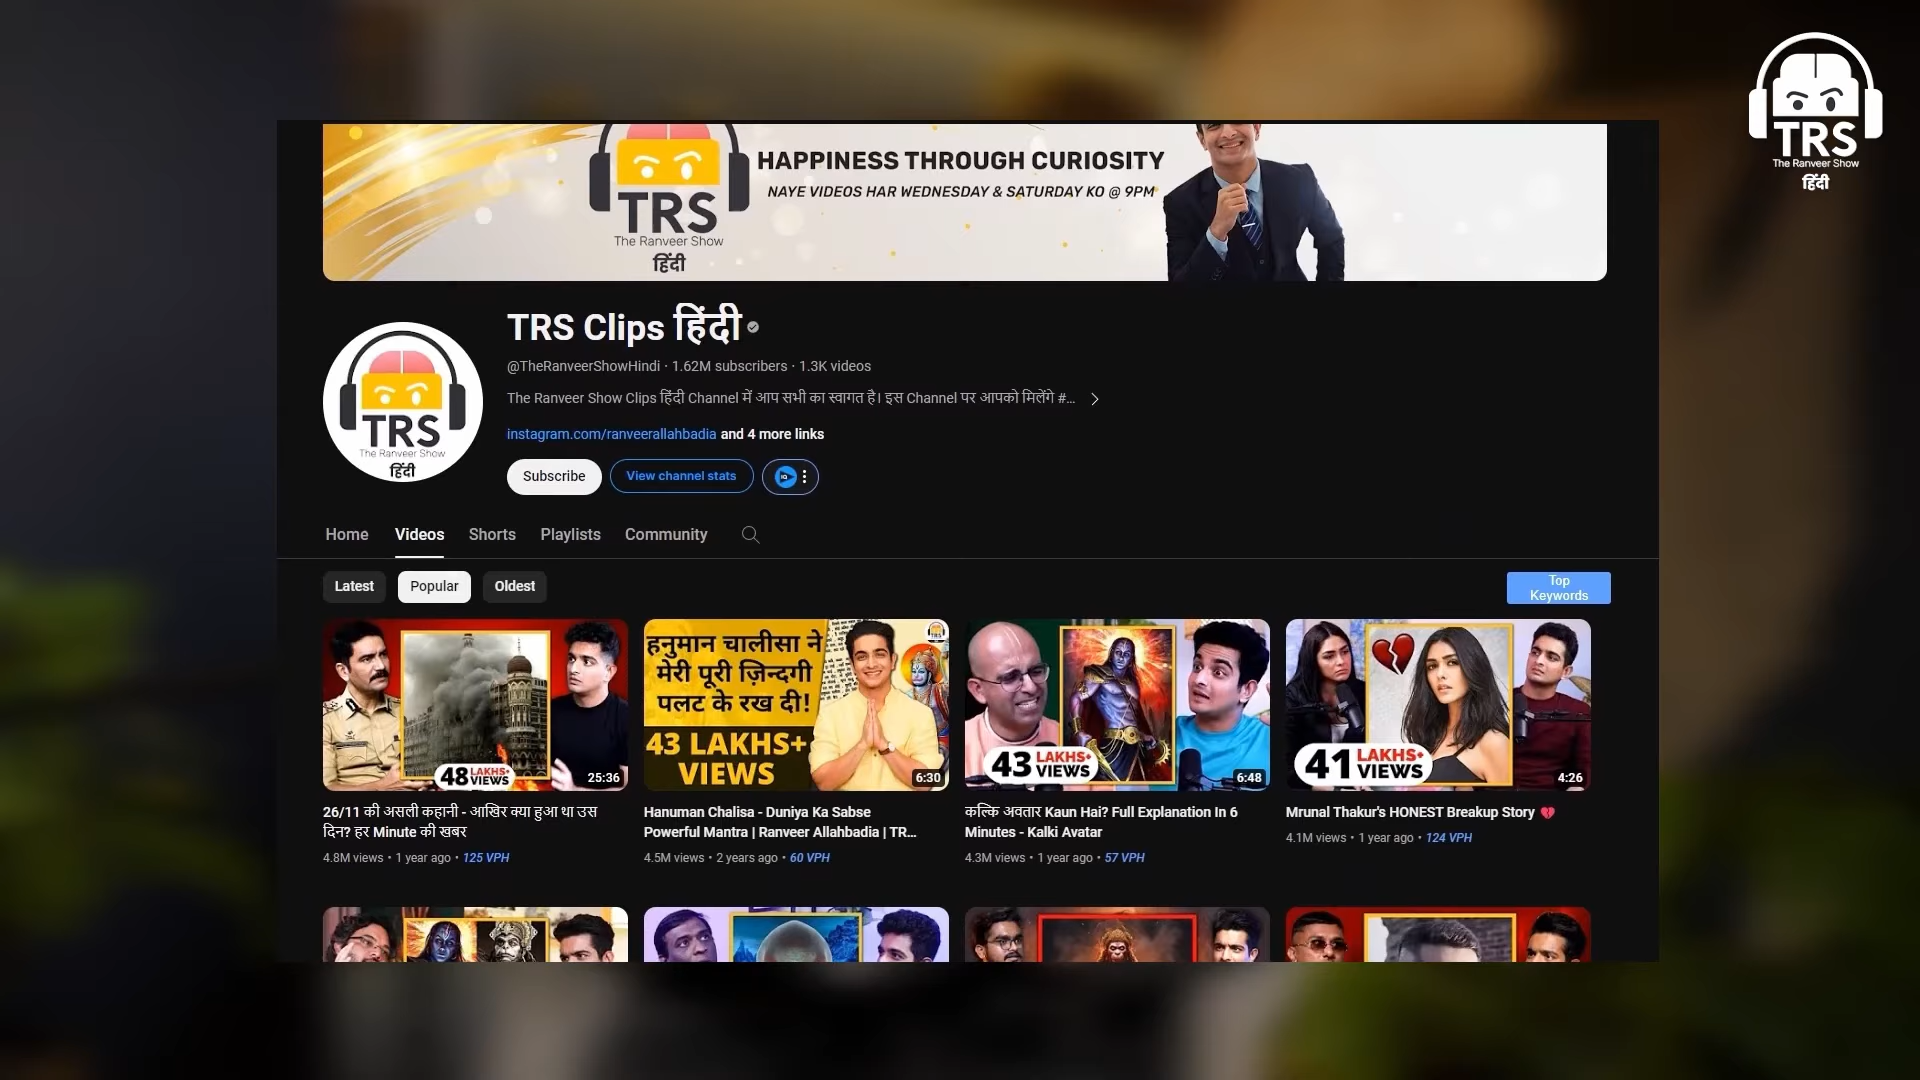 TRS
The Ranveer Show
हिंदी
HAPPINESS THROUGH CURIOSITY
NAYE VIDEOS HAR WEDNESDAY & SATURDAY KO @ 9PM
TRS
The Ranveer Show
हिंदी
TRS Clips हिंदी
@TheRanveerShowHindi · 1.62M subscribers · 1.3K videos
The Ranveer Show Clips हिंदी Channel में आप सभी का स्वागत है। इस Channel पर आपको मिलेंगे #...
instagram.com/ranveerallahbadia and 4 more links
TRS
The Ranveer Show
हिंदी
Subscribe
View channel stats
Home Videos Shorts Playlists Community
Latest Popular Oldest
Top
Keywords
48 LAKHS+ VIEWS
25:36
हनुमान चालीसा ने
मेरी पूरी ज़िन्दगी
पलट के रख दी!
43 LAKHS+
VIEWS
6:30
43 LAKHS+ VIEWS
6:48
41 LAKHS+ VIEWS
4:26
26/11 की असली कहानी - आखिर क्या हुआ था उस
दिन? हर Minute की खबर
4.8M views • 1 year ago • 125 VPH
Hanuman Chalisa - Duniya Ka Sabse
Powerful Mantra | Ranveer Allahbadia | TR...
4.5M views • 2 years ago • 60 VPH
कल्कि अवतार Kaun Hai? Full Explanation In 6
Minutes - Kalki Avatar
4.3M views • 1 year ago • 57 VPH
Mrunal Thakur's HONEST Breakup Story 💔
4.1M views • 1 year ago • 124 VPH